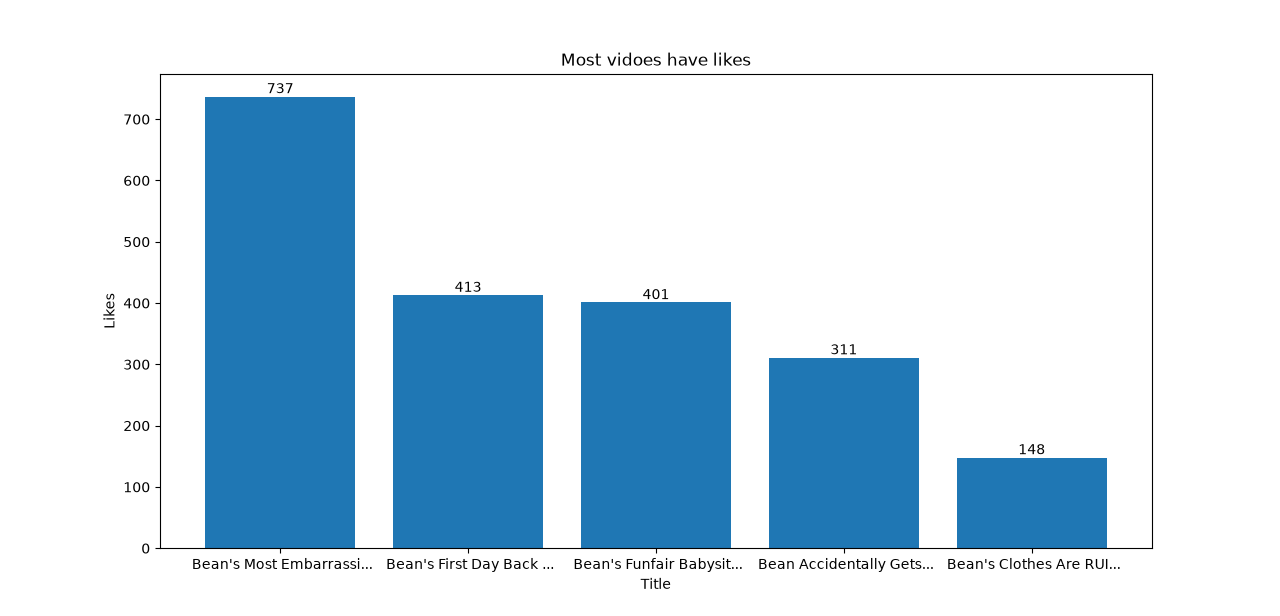 Most vidoes have likes
737
413
401
311
148
700
600
500
400
300
200
100
0
Likes
Bean's Most Embarrassi...
Bean's First Day Back ...
Bean's Funfair Babysit...
Bean Accidentally Gets...
Bean's Clothes Are RUI...
Title